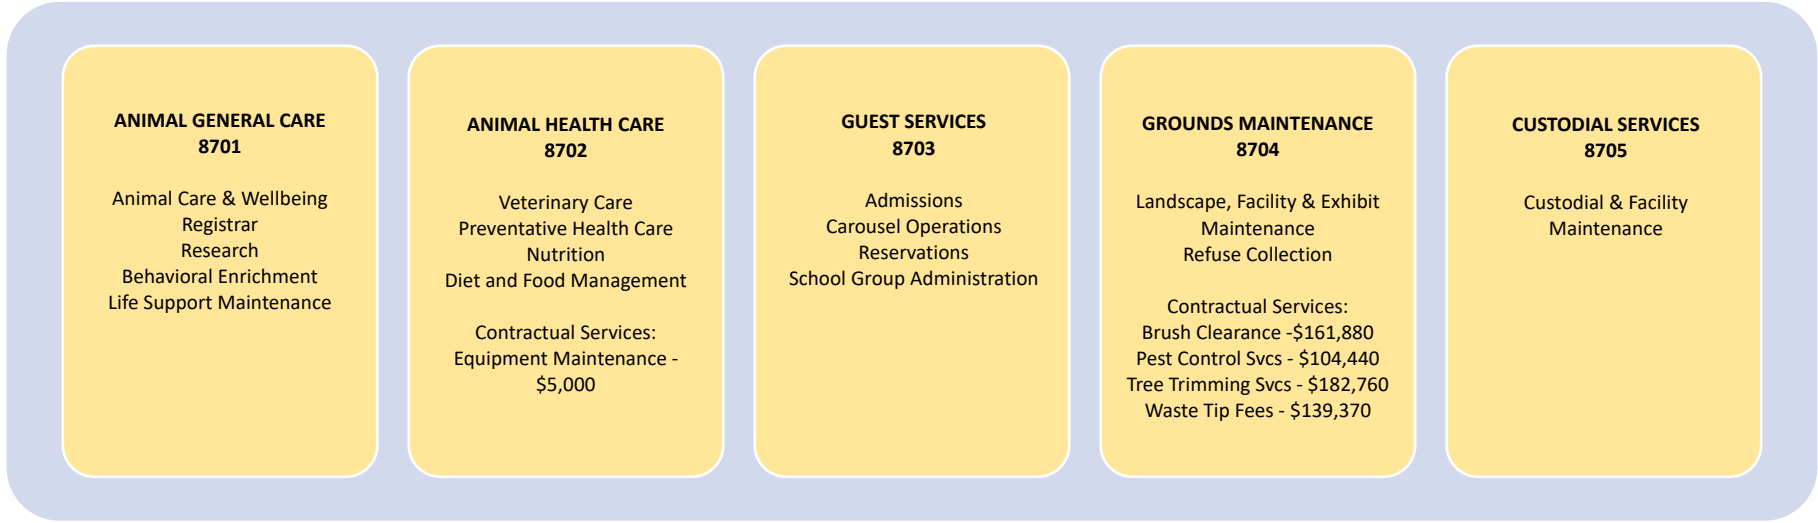 ANIMAL GENERAL CARE
8701
Animal Care & Wellbeing
Registrar
Research
Behavioral Enrichment
Life Support Maintenance
ANIMAL HEALTH CARE
8702
Veterinary Care
Preventative Health Care
Nutrition
Diet and Food Management
Contractual Services:
Equipment Maintenance -
$5,000
GUEST SERVICES
8703
Admissions
Carousel Operations
Reservations
School Group Administration
GROUNDS MAINTENANCE
8704
Landscape, Facility & Exhibit
Maintenance
Refuse Collection
Contractual Services:
Brush Clearance -$161,880
Pest Control Svcs - $104,440
Tree Trimming Svcs - $182,760
Waste Tip Fees - $139,370
CUSTODIAL SERVICES
8705
Custodial & Facility
Maintenance